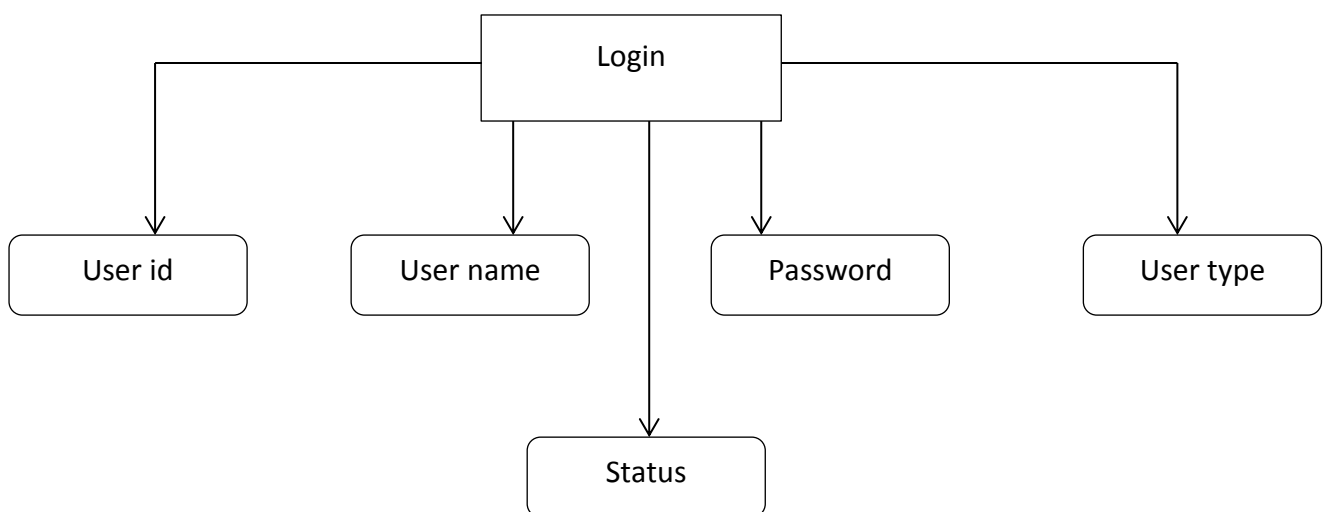 Login
User id
User name
Password
User type
Status